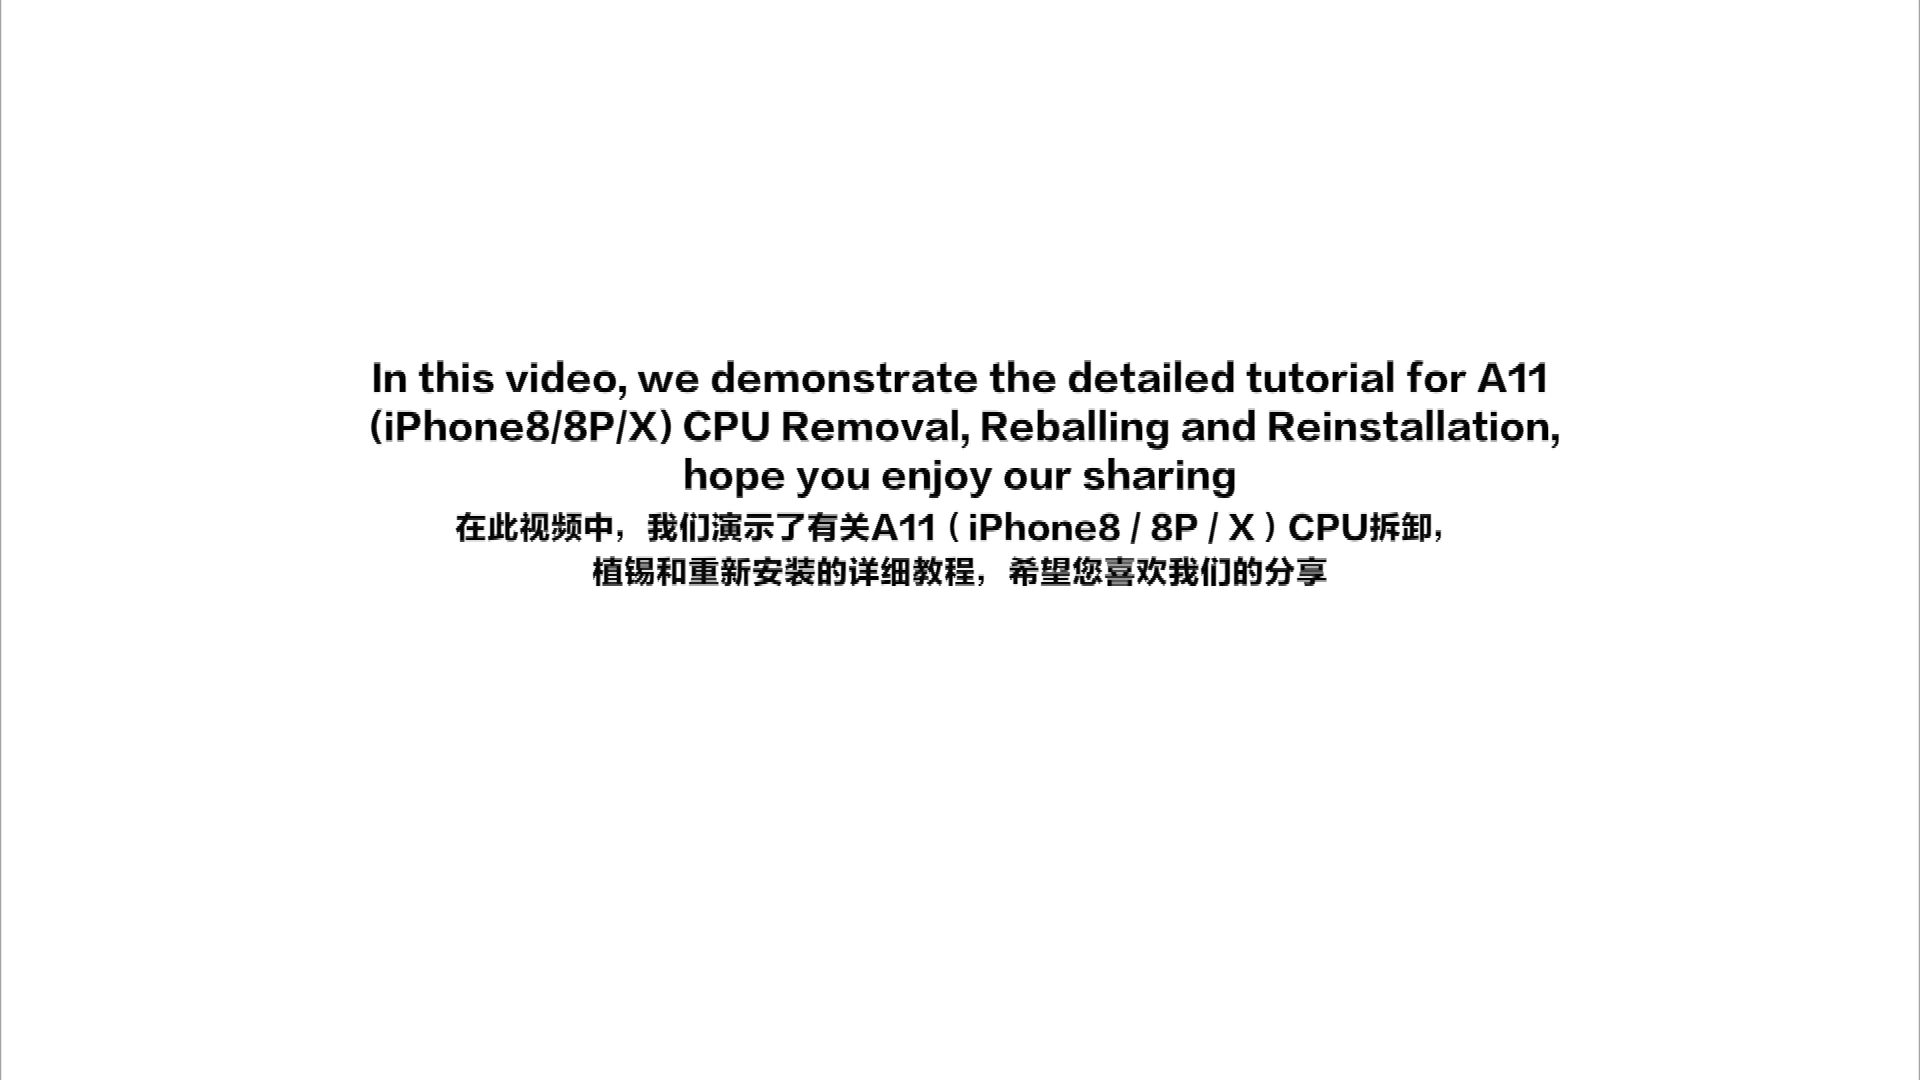 In this video, we demonstrate the detailed tutorial for A11
(iPhone8/8P/X) CPU Removal, Reballing and Reinstallation,
hope you enjoy our sharing
在此视频中，我们演示了有关A11（iPhone8 / 8P / X）CPU拆卸，
植锡和重新安装的详细教程，希望您喜欢我们的分享